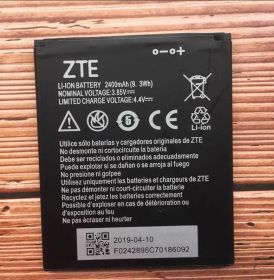 ZTE
LI-ION BATTERY 2400mAh(9.3Wh)
NOMINAL VOLTAGE:3.85V
LIMITED CHARGE VOLTAGE:4.4V
Li-ion
Utilice sólo baterías y cargadores originales de ZTE
No desmonte ni cortocircuite la batería
Debe ser reciclados o eliminados adecuadamente
Puede explotar si se dañan o se arroja al fuego
No presione ni golpee
Utilisez uniquement les batteries et chargeurs de ZTE
Ne pas démonter ni court-circuiter la batterie
Recyclez et jetez les batteries correctement
Possible d'explorer en cas de détérioration ou
d'exposition au feu
Ne pas presser ni heurter
2019-04-10
F0242896C70186092